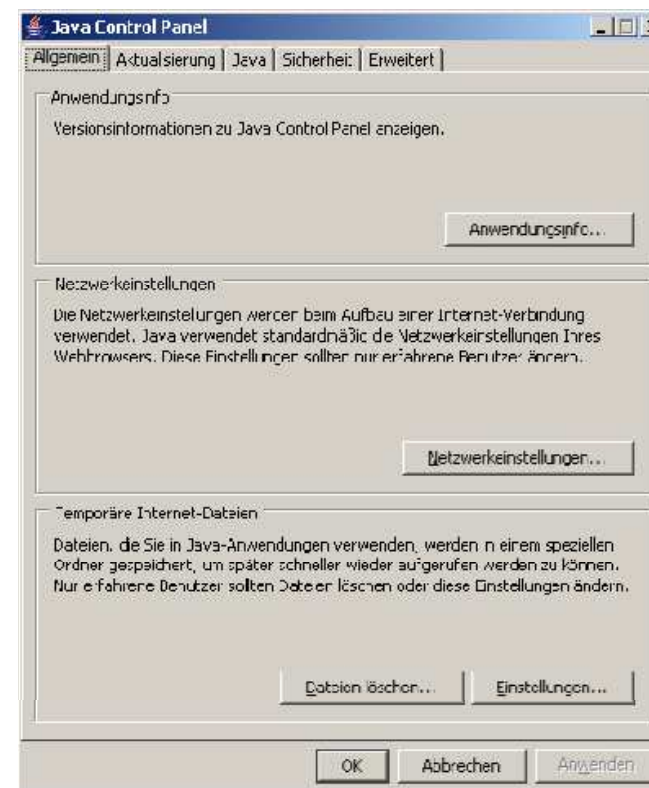 Java Control Panel
Allgemein Aktualisierung Java Sicherheit Erweitert
Anwendungsinfo
Versionsinformationen zu Java Control Panel anzeigen.
Anwendungsinfo...
Netzwerkeinstellungen
Die Netzwerkeinstellungen werden beim Aufbau einer Internet-Verbindung
verwendet. Java verwendet standardmäßig die Netzwerkeinstellungen Ihres
Webbrowsers. Diese Einstellungen sollten nur erfahrene Benutzer ändern.
Netzwerkeinstellungen...
Temporäre Internet-Dateien
Dateien, die Sie in Java-Anwendungen verwenden, werden in einem speziellen
Ordner gespeichert, um später schneller wieder aufgerufen werden zu können.
Nur erfahrene Benutzer sollten Dateien löschen oder diese Einstellungen ändern.
Dateien löschen... Einstellungen...
OK Abbrechen Anwenden